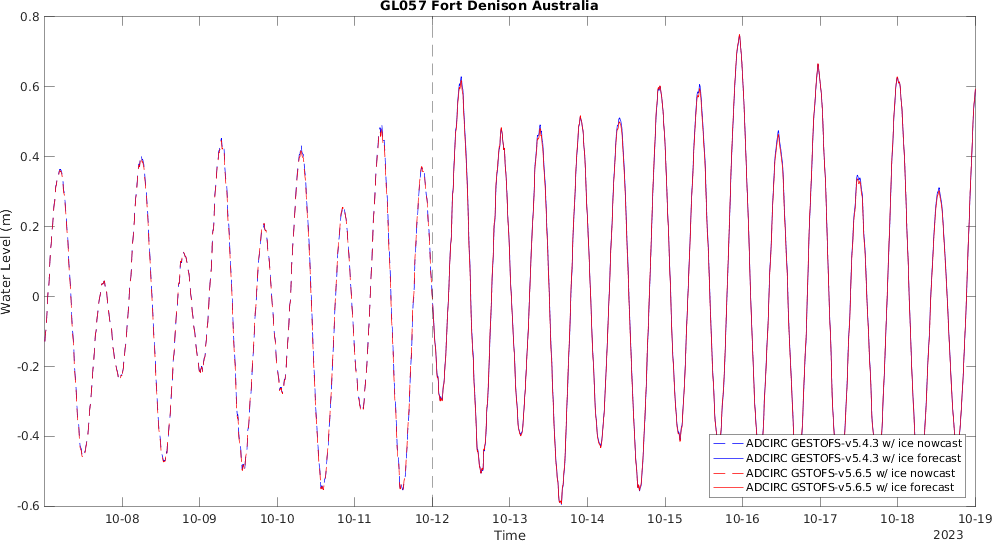 GL057 Fort Denison Australia
0.8
0.6
0.4
0.2
0
-0.2
-0.4
-0.6
Water Level (m)
ADCIRC GESTOFS-v5.4.3 w/ ice nowcast
ADCIRC GESTOFS-v5.4.3 w/ ice forecast
ADCIRC GSTOFS-v5.6.5 w/ ice nowcast
ADCIRC GSTOFS-v5.6.5 w/ ice forecast
10-08 10-09 10-10 10-11 10-12 10-13 10-14 10-15 10-16 10-17 10-18 10-19
Time
2023